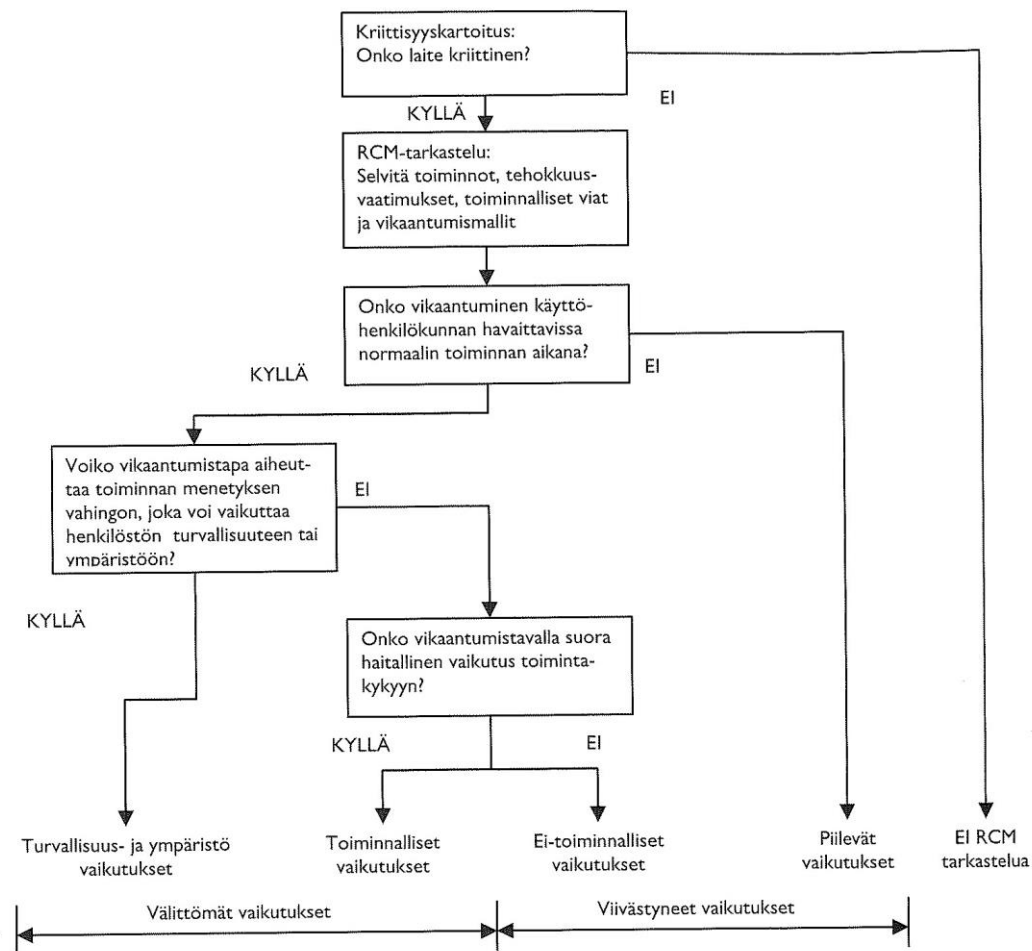 Kriittisyyskartoitus:
Onko laite kriittinen?
KYLLÄ
EI
RCM-tarkastelu:
Selvitä toiminnot, tehokkuus-
vaatimukset, toiminnalliset viat
ja vikaantumismallit
Onko vikaantuminen käyttö-
henkilökunnan havaittavissa
normaalin toiminnan aikana?
KYLLÄ
EI
Voiko vikaantumistapa aiheut-
taa toiminnan menetyksen
vahingon, joka voi vaikuttaa
henkilöstön turvallisuuteen tai
ympäristöön?
EI
KYLLÄ
Onko vikaantumistavalla suora
haitallinen vaikutus toiminta-
kykyyn?
KYLLÄ
EI
Turvallisuus- ja ympäristö
vaikutukset
Toiminnalliset
vaikutukset
Ei-toiminnalliset
vaikutukset
Piilevät
vaikutukset
EI RCM
tarkastelua
Välittömät vaikutukset
Viivästyneet vaikutukset